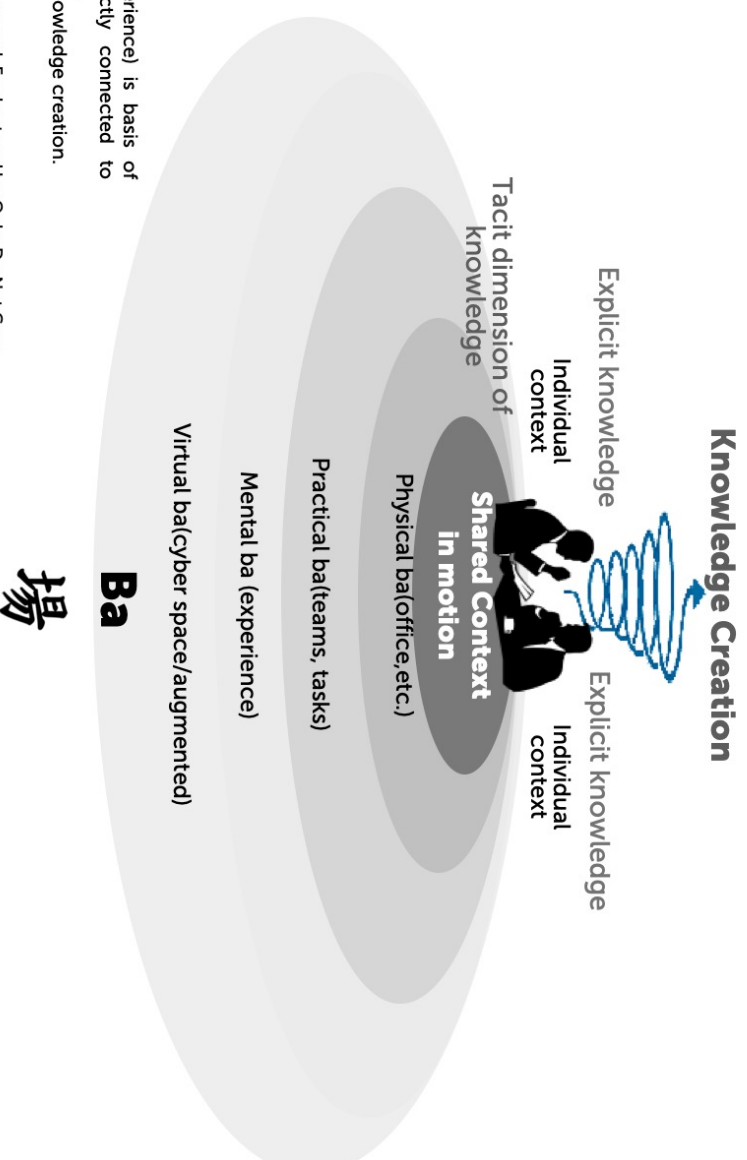 Knowledge Creation
Explicit knowledge
Explicit knowledge
Individual
context
Individual
context
Tacit dimension of
knowledge
Shared Context
in motion
Physical ba(office,etc.)
Practical ba(teams, tasks)
Mental ba (experience)
Virtual ba(cyber space/augmented)
Ba
場
is basis of
connected to
creation.